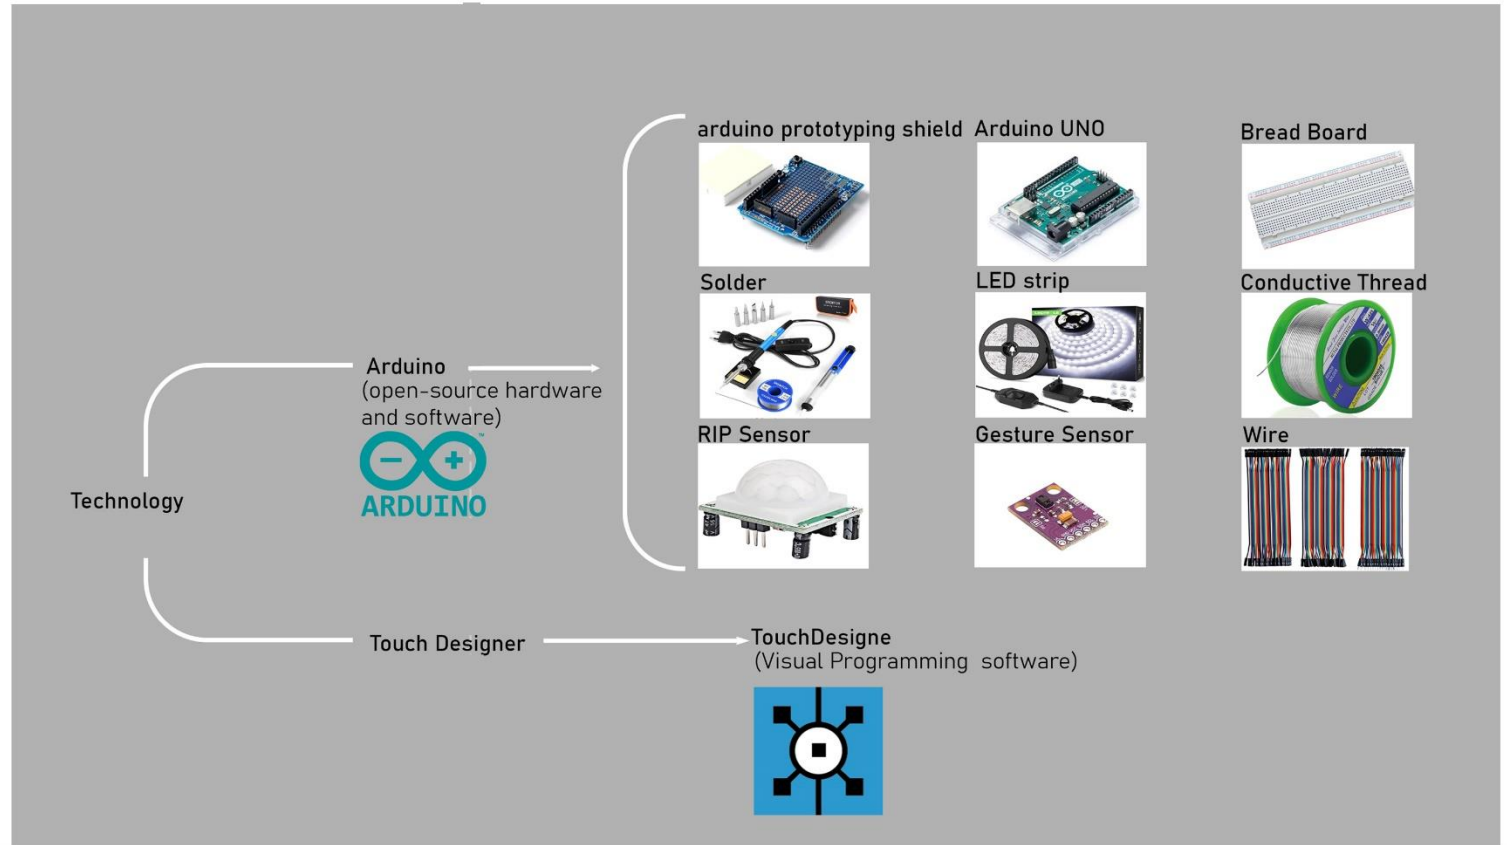 arduino prototyping shield
Arduino UNO
Bread Board
Solder
LED strip
Conductive Thread
Arduino
(open-source hardware
and software)
RIP Sensor
Gesture Sensor
Wire
ARDUINO
Technology
Touch Designer
TouchDesigne
(Visual Programming software)